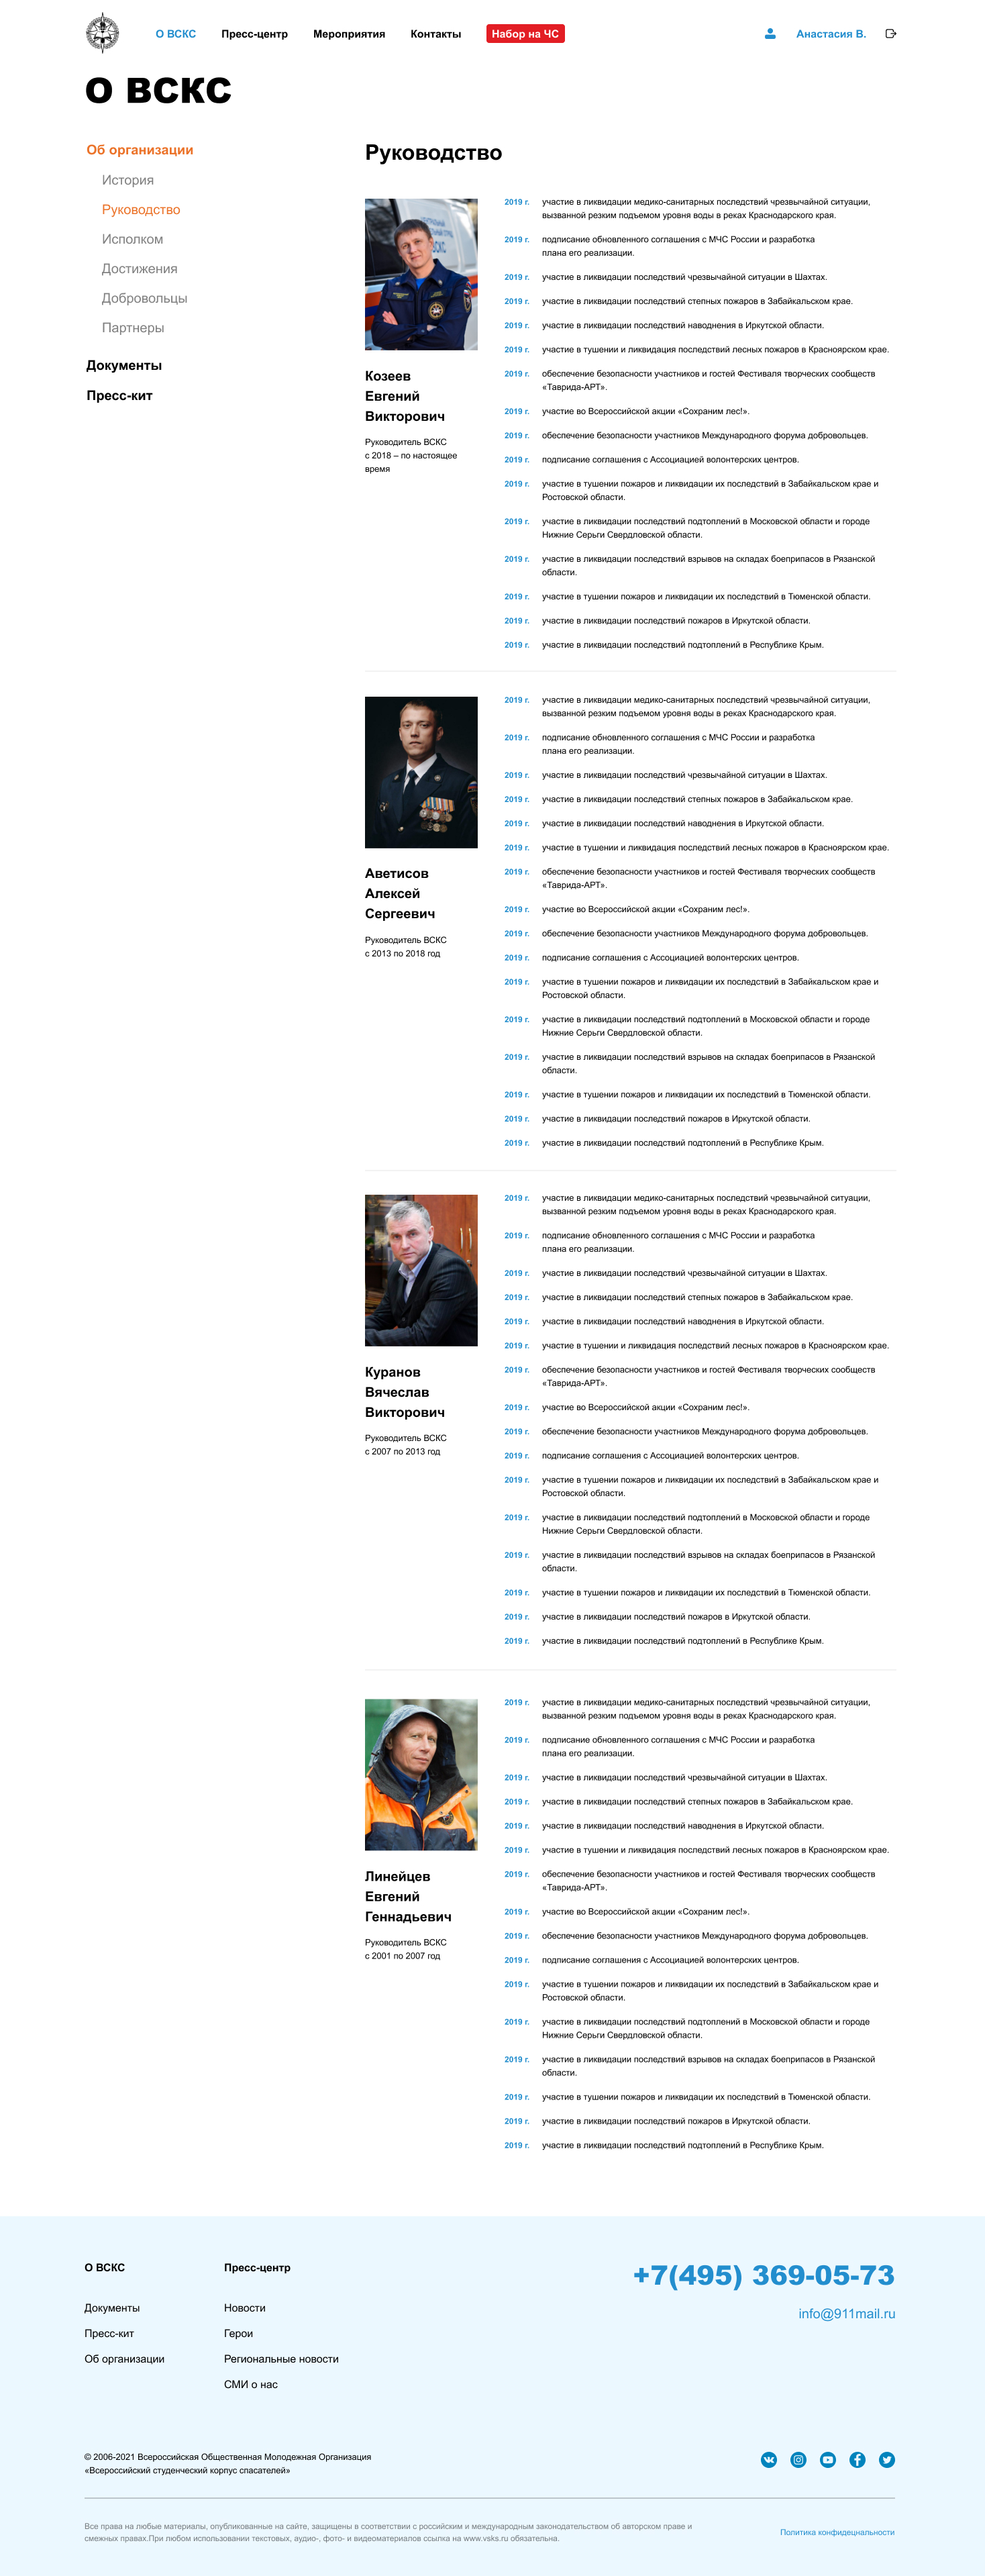 О ВСКС
Пресс-центр
Мероприятия
Контакты
Набор на ЧС
Анастасия В.
О ВСКС
Об организации
История
Руководство
Исполком
Достижения
Добровольцы
Партнеры
Документы
Пресс-кит
Руководство
Козеев
Евгений
Викторович
Руководитель ВСКС
с 2018 – по настоящее
время
2019 г. участие в ликвидации медико-санитарных последствий чрезвычайной ситуации,
вызванной резким подъемом уровня воды в реках Краснодарского края.
2019 г. подписание обновленного соглашения с МЧС России и разработка
плана его реализации.
2019 г. участие в ликвидации последствий чрезвычайной ситуации в Шахтах.
2019 г. участие в ликвидации последствий степных пожаров в Забайкальском крае.
2019 г. участие в ликвидации последствий наводнения в Иркутской области.
2019 г. участие в тушении и ликвидация последствий лесных пожаров в Красноярском крае.
2019 г. обеспечение безопасности участников и гостей Фестиваля творческих сообществ
«Таврида-АРТ».
2019 г. участие во Всероссийской акции «Сохраним лес!».
2019 г. обеспечение безопасности участников Международного форума добровольцев.
2019 г. подписание соглашения с Ассоциацией волонтерских центров.
2019 г. участие в тушении пожаров и ликвидации их последствий в Забайкальском крае и
Ростовской области.
2019 г. участие в ликвидации последствий подтоплений в Московской области и городе
Нижние Серьги Свердловской области.
2019 г. участие в ликвидации последствий взрывов на складах боеприпасов в Рязанской
области.
2019 г. участие в тушении пожаров и ликвидации их последствий в Тюменской области.
2019 г. участие в ликвидации последствий пожаров в Иркутской области.
2019 г. участие в ликвидации последствий подтоплений в Республике Крым.
Аветисов
Алексей
Сергеевич
Руководитель ВСКС
с 2013 по 2018 год
2019 г. участие в ликвидации медико-санитарных последствий чрезвычайной ситуации,
вызванной резким подъемом уровня воды в реках Краснодарского края.
2019 г. подписание обновленного соглашения с МЧС России и разработка
плана его реализации.
2019 г. участие в ликвидации последствий чрезвычайной ситуации в Шахтах.
2019 г. участие в ликвидации последствий степных пожаров в Забайкальском крае.
2019 г. участие в ликвидации последствий наводнения в Иркутской области.
2019 г. участие в тушении и ликвидация последствий лесных пожаров в Красноярском крае.
2019 г. обеспечение безопасности участников и гостей Фестиваля творческих сообществ
«Таврида-АРТ».
2019 г. участие во Всероссийской акции «Сохраним лес!».
2019 г. обеспечение безопасности участников Международного форума добровольцев.
2019 г. подписание соглашения с Ассоциацией волонтерских центров.
2019 г. участие в тушении пожаров и ликвидации их последствий в Забайкальском крае и
Ростовской области.
2019 г. участие в ликвидации последствий подтоплений в Московской области и городе
Нижние Серьги Свердловской области.
2019 г. участие в ликвидации последствий взрывов на складах боеприпасов в Рязанской
области.
2019 г. участие в тушении пожаров и ликвидации их последствий в Тюменской области.
2019 г. участие в ликвидации последствий пожаров в Иркутской области.
2019 г. участие в ликвидации последствий подтоплений в Республике Крым.
Куранов
Вячеслав
Викторович
Руководитель ВСКС
с 2007 по 2013 год
2019 г. участие в ликвидации медико-санитарных последствий чрезвычайной ситуации,
вызванной резким подъемом уровня воды в реках Краснодарского края.
2019 г. подписание обновленного соглашения с МЧС России и разработка
плана его реализации.
2019 г. участие в ликвидации последствий чрезвычайной ситуации в Шахтах.
2019 г. участие в ликвидации последствий степных пожаров в Забайкальском крае.
2019 г. участие в ликвидации последствий наводнения в Иркутской области.
2019 г. участие в тушении и ликвидация последствий лесных пожаров в Красноярском крае.
2019 г. обеспечение безопасности участников и гостей Фестиваля творческих сообществ
«Таврида-АРТ».
2019 г. участие во Всероссийской акции «Сохраним лес!».
2019 г. обеспечение безопасности участников Международного форума добровольцев.
2019 г. подписание соглашения с Ассоциацией волонтерских центров.
2019 г. участие в тушении пожаров и ликвидации их последствий в Забайкальском крае и
Ростовской области.
2019 г. участие в ликвидации последствий подтоплений в Московской области и городе
Нижние Серьги Свердловской области.
2019 г. участие в ликвидации последствий взрывов на складах боеприпасов в Рязанской
области.
2019 г. участие в тушении пожаров и ликвидации их последствий в Тюменской области.
2019 г. участие в ликвидации последствий пожаров в Иркутской области.
2019 г. участие в ликвидации последствий подтоплений в Республике Крым.
Линейцев
Евгений
Геннадьевич
Руководитель ВСКС
с 2001 по 2007 год
2019 г. участие в ликвидации медико-санитарных последствий чрезвычайной ситуации,
вызванной резким подъемом уровня воды в реках Краснодарского края.
2019 г. подписание обновленного соглашения с МЧС России и разработка
плана его реализации.
2019 г. участие в ликвидации последствий чрезвычайной ситуации в Шахтах.
2019 г. участие в ликвидации последствий степных пожаров в Забайкальском крае.
2019 г. участие в ликвидации последствий наводнения в Иркутской области.
2019 г. участие в тушении и ликвидация последствий лесных пожаров в Красноярском крае.
2019 г. обеспечение безопасности участников и гостей Фестиваля творческих сообществ
«Таврида-АРТ».
2019 г. участие во Всероссийской акции «Сохраним лес!».
2019 г. обеспечение безопасности участников Международного форума добровольцев.
2019 г. подписание соглашения с Ассоциацией волонтерских центров.
2019 г. участие в тушении пожаров и ликвидации их последствий в Забайкальском крае и
Ростовской области.
2019 г. участие в ликвидации последствий подтоплений в Московской области и городе
Нижние Серьги Свердловской области.
2019 г. участие в ликвидации последствий взрывов на складах боеприпасов в Рязанской
области.
2019 г. участие в тушении пожаров и ликвидации их последствий в Тюменской области.
2019 г. участие в ликвидации последствий пожаров в Иркутской области.
2019 г. участие в ликвидации последствий подтоплений в Республике Крым.
О ВСКС
Документы
Пресс-кит
Об организации
Пресс-центр
Новости
Герои
Региональные новости
СМИ о нас
+7(495) 369-05-73
info@911mail.ru
© 2006-2021 Всероссийская Общественная Молодежная Организация
«Всероссийский студенческий корпус спасателей»
Все права на любые материалы, опубликованные на сайте, защищены в соответствии с российским и международным законодательством об авторском праве и
смежных правах.При любом использовании текстовых, аудио-, фото- и видеоматериалов ссылка на www.vsks.ru обязательна.
Политика конфиденциальности